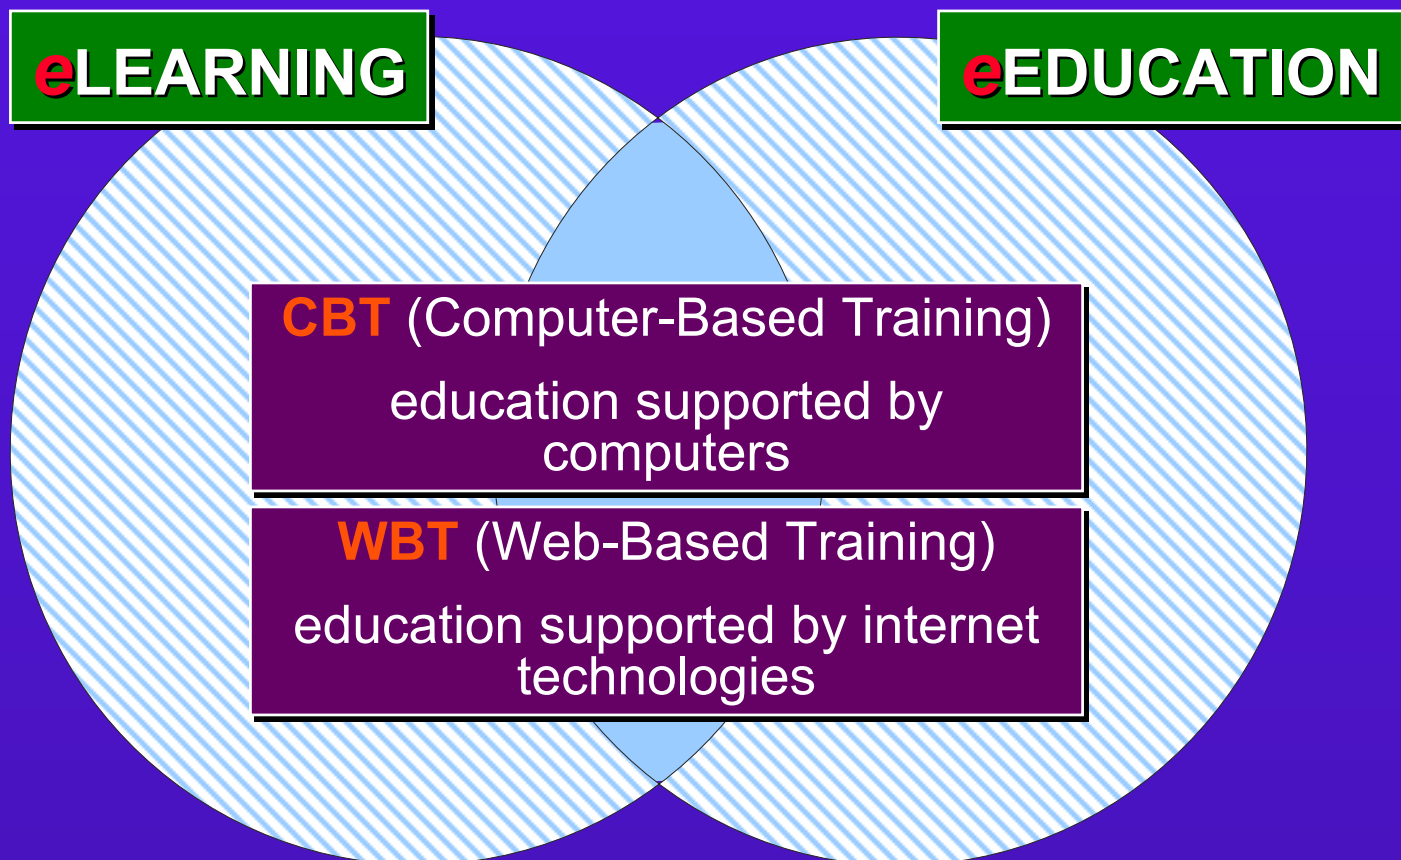 eLEARNING
eEDUCATION
CBT (Computer-Based Training)
education supported by
computers
WBT (Web-Based Training)
education supported by internet
technologies